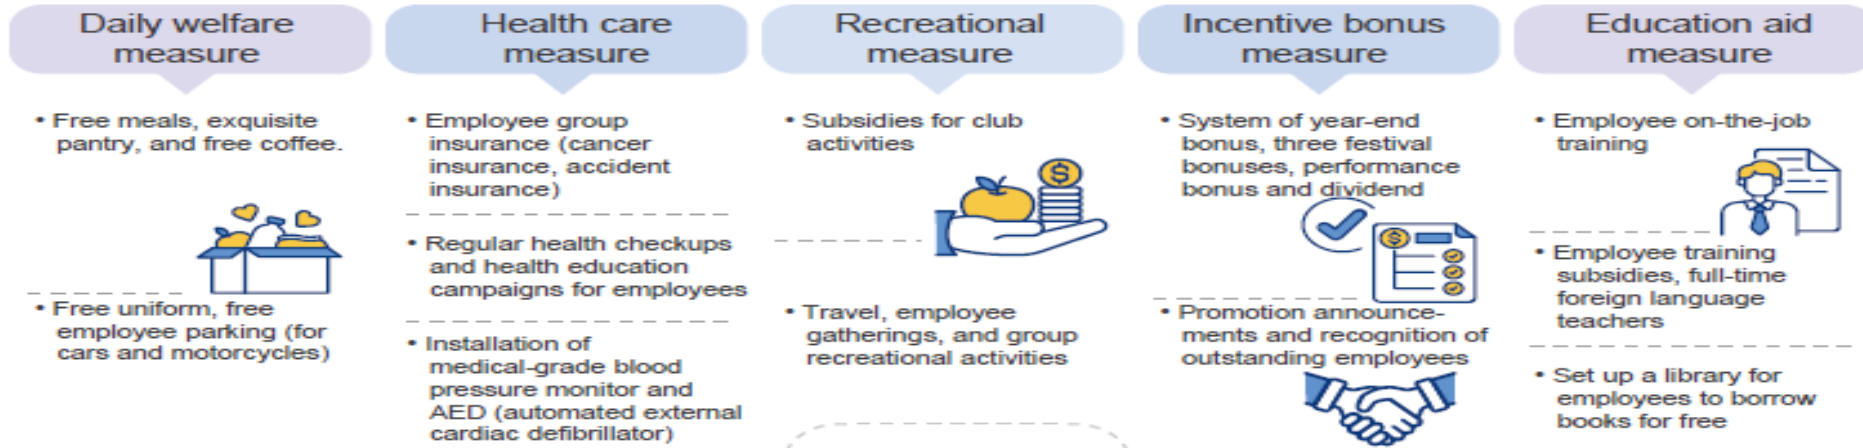 Daily welfare
measure
• Free meals, exquisite
pantry, and free coffee.
• Free uniform, free
employee parking (for
cars and motorcycles)
Health care
measure
• Employee group
insurance (cancer
insurance, accident
insurance)
• Regular health checkups
and health education
campaigns for employees
• Installation of
medical-grade blood
pressure monitor and
AED (automated external
cardiac defibrillator)
Recreational
measure
• Subsidies for club
activities
$
• Travel, employee
gatherings, and group
recreational activities
Incentive bonus
measure
• System of year-end
bonus, three festival
bonuses, performance
bonus and dividend
$
• Promotion announce-
ments and recognition of
outstanding employees
Education aid
measure
• Employee on-the-job
training
• Employee training
subsidies, full-time
foreign language
teachers
• Set up a library for
employees to borrow
books for free